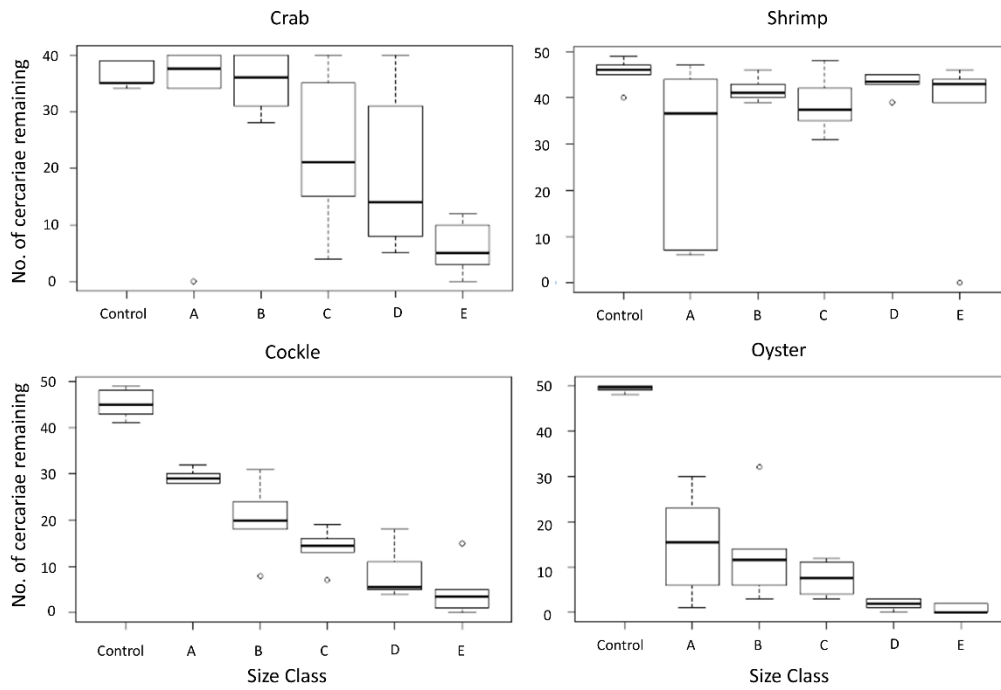 Crab
Shrimp
No. of cercariae remaining
40
30
20
10
0
Control A B C D E
50
40
30
20
10
0
Control A B C D E
Cockle
Oyster
No. of cercariae remaining
50
40
30
20
10
0
Control A B C D E
Size Class
50
40
30
20
10
0
Control A B C D E
Size Class